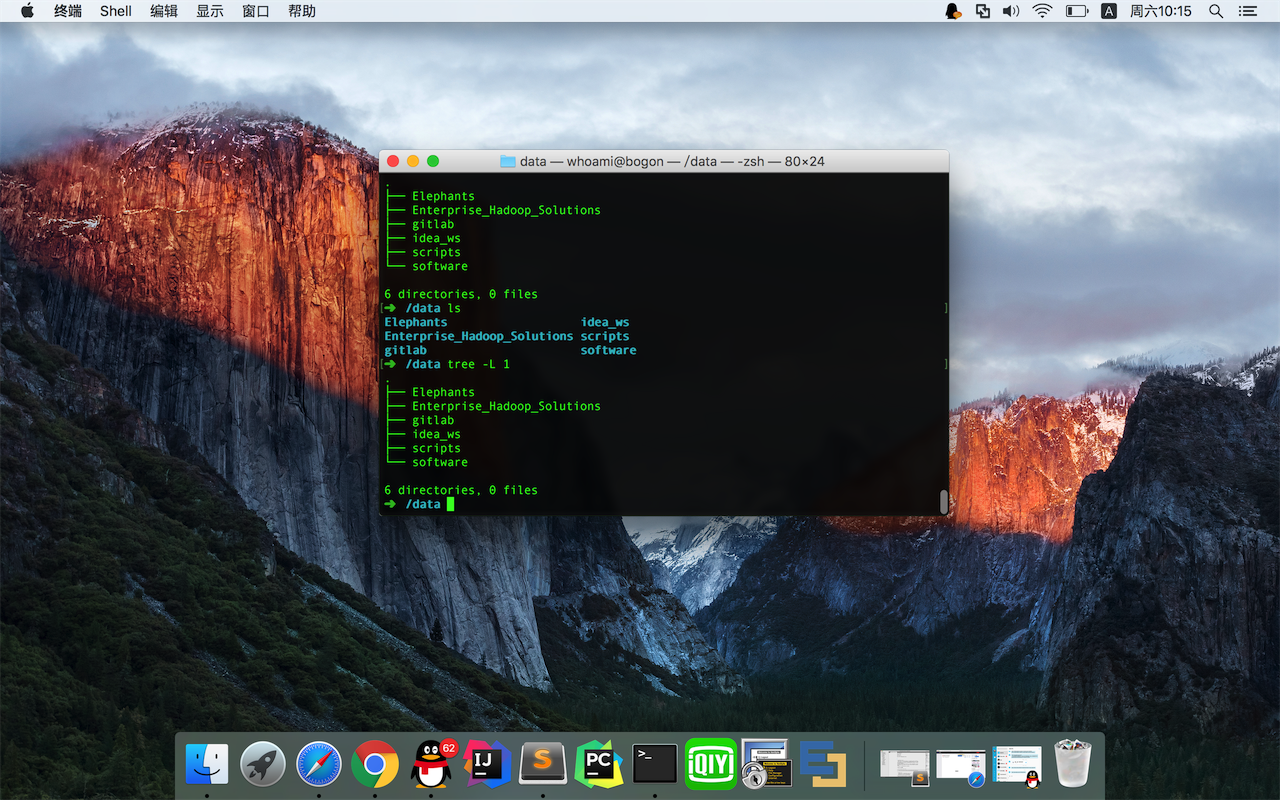 终端 Shell 编辑 显示 窗口 帮助 A 周六10:15
data — whoami@bogon — /data — -zsh — 80×24
.
├── Elephants
├── Enterprise_Hadoop_Solutions
├── gitlab
├── idea_ws
├── scripts
└── software
6 directories, 0 files
[➜ /data ls ]
Elephants idea_ws
Enterprise_Hadoop_Solutions scripts
gitlab software
[➜ /data tree -L 1 ]
.
├── Elephants
├── Enterprise_Hadoop_Solutions
├── gitlab
├── idea_ws
├── scripts
└── software
6 directories, 0 files
➜ /data
62
IJ
S
PC
>_
iQIY